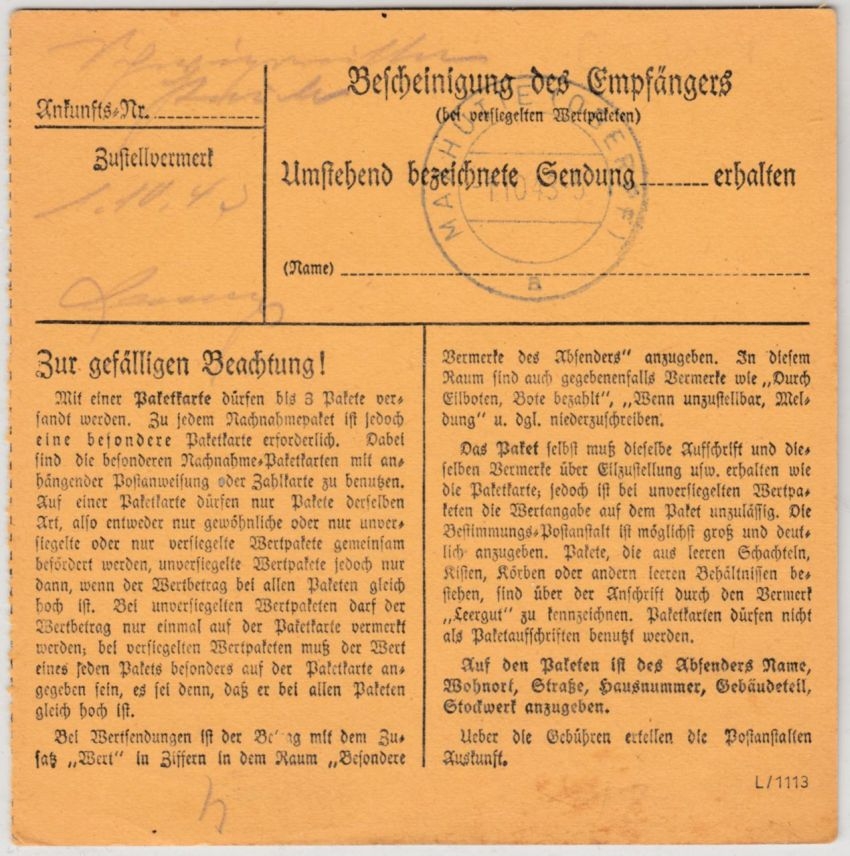 Ankunfts-Nr.
Zustellvermerk
1.10.43
Bescheinigung des Empfängers
(bei versiegelten Wertpaketen)
Umstehend bezeichnete Sendung erhalten
(Name)
MALHÜTTE (OBERPF)
a
Zur gefälligen Beachtung!
Mit einer Paketkarte dürfen bis 3 Pakete ver-
sandt werden. Zu jedem Nachnahmepaket ist jedoch
eine besondere Paketkarte erforderlich. Dabei
sind die besonderen Nachnahme-Paketkarten mit an-
hängender Postanweisung oder Zahlkarte zu benutzen.
Auf einer Paketkarte dürfen nur Pakete derselben
Art, also entweder nur gewöhnliche oder nur unver-
siegelte oder nur versiegelte Wertpakete gemeinsam
befördert werden, unversiegelte Wertpakete jedoch nur
dann, wenn der Wertbetrag bei allen Paketen gleich
hoch ist. Bei unversiegelten Wertpaketen darf der
Wertbetrag nur einmal auf der Paketkarte vermerkt
werden; bei versiegelten Wertpaketen muß der Wert
eines jeden Pakets besonders auf der Paketkarte an-
gegeben sein, es sei denn, daß er bei allen Paketen
gleich hoch ist.
Bei Wertsendungen ist der Betrag mit dem Zu-
satz „Wert" in Ziffern in dem Raum „Besondere
Vermerke des Absenders" anzugeben. In diesem
Raum sind auch gegebenenfalls Vermerke wie „Durch
Eilboten, Bote bezahlt", „Wenn unzustellbar, Mel-
dung" u. dgl. niederzuschreiben.
Das Paket selbst muß dieselbe Aufschrift und die-
selben Vermerke über Eilzustellung usw. erhalten wie
die Paketkarte; jedoch ist bei unversiegelten Wertpa-
keten die Wertangabe auf dem Paket unzulässig. Die
Bestimmungs-Postanstalt ist möglichst groß und deut-
lich anzugeben. Pakete, die aus leeren Schachteln,
Kisten, Körben oder andern leeren Behältnissen be-
stehen, sind über der Anschrift durch den Vermerk
„Leergut" zu kennzeichnen. Paketkarten dürfen nicht
als Paketaufschriften benutzt werden.
Auf den Paketen ist des Absenders Name,
Wohnort, Straße, Hausnummer, Gebäudeteil,
Stockwerk anzugeben.
Ueber die Gebühren erteilen die Postanstalten
Auskunft.
L/1113